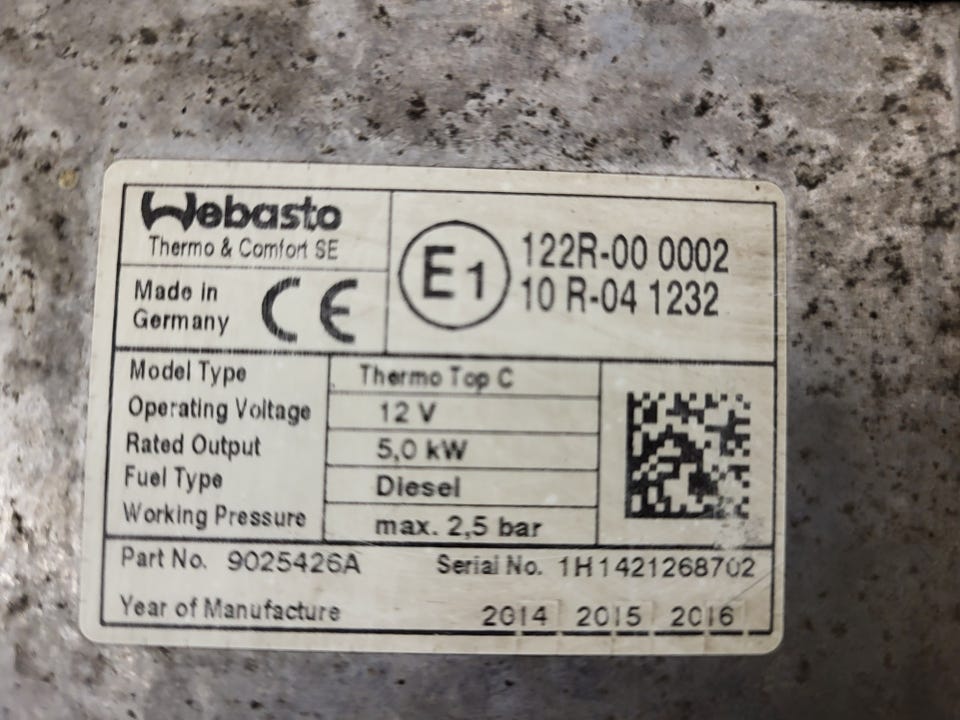 Webasto
Thermo & Comfort SE
Made in
Germany
CE
E1
122R-00 0002
10 R-04 1232
Model Type Thermo Top C
Operating Voltage 12 V
Rated Output 5,0 kW
Fuel Type Diesel
Working Pressure max. 2,5 bar
Part No. 9025426A Serial No. 1H1421268702
Year of Manufacture 2014 2015 2016